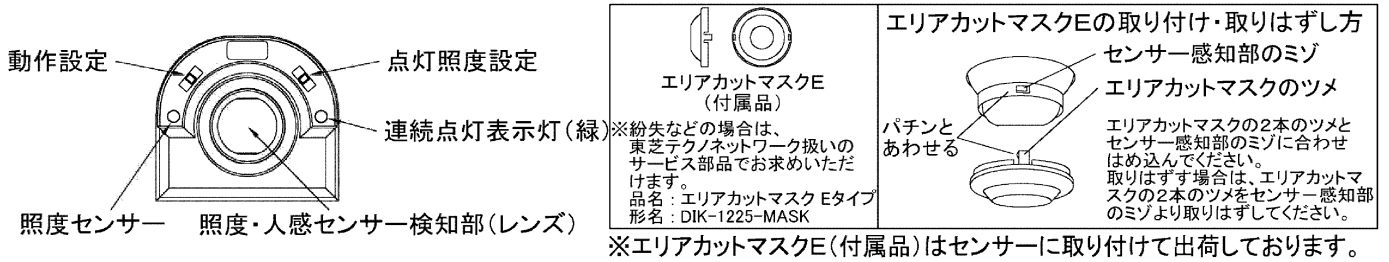 動作設定
点灯照度設定
連続点灯表示灯(緑)
照度センサー
照度・人感センサー検知部(レンズ)
エリアカットマスクE
(付属品)
※紛失などの場合は、
東芝テクノネットワーク扱いの
サービス部品でお求めいただ
けます。
品名:エリアカットマスク Eタイプ
形名:DIK-1225-MASK
エリアカットマスクEの取り付け・取りはずし方
センサー感知部のミゾ
エリアカットマスクのツメ
パチンと
あわせる
エリアカットマスクの2本のツメと
センサー感知部のミゾに合わせ
はめ込んでください。
取りはずす場合は、エリアカットマ
スクの2本のツメをセンサー感知部
のミゾより取りはずしてください。
※エリアカットマスクE(付属品)はセンサーに取り付けて出荷しております。